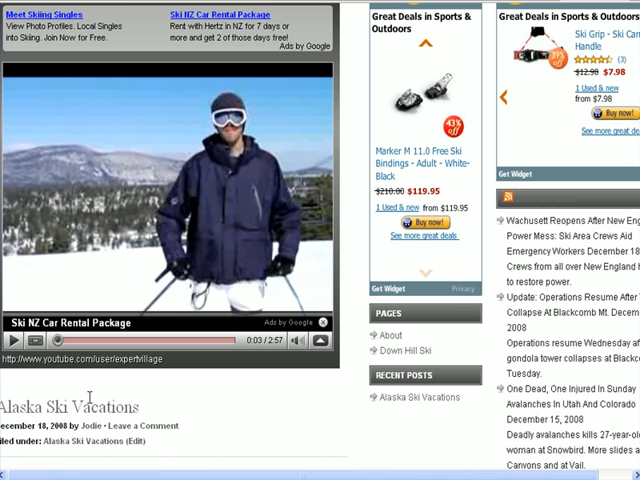 Meet Skiing Singles
View Photo Profiles. Local Singles
into Skiing. Join Now for Free.
Ski NZ Car Rental Package
Rent with Hertz in NZ for 7 days or
more and get 2 of those days free!
Ads by Google
Ski NZ Car Rental Package
Ads by Google
0:03 / 2:57
http://www.youtube.com/user/expertvillage
Alaska Ski Vacations
ecember 18, 2008 by Jodie • Leave a Comment
iled under: Alaska Ski Vacations (Edit)
Great Deals in Sports &
Outdoors
43%
off
Marker M 11.0 Free Ski
Bindings - Adult - White-
Black
$210.00 $119.95
1 Used & new from $119.95
Buy now!
See more great deals
Get Widget
Privacy
PAGES
About
Down Hill Ski
RECENT POSTS
Alaska Ski Vacations
Great Deals in Sports & Outdoors
39%
off
Ski Grip - Ski Carr
Handle
(3)
$12.98 $7.98
1 Used & new
from $7.98
Buy now!
See more great deals
Get Widget
Wachusett Reopens After New Eng
Power Mess: Ski Area Crews Aid
Emergency Workers December 18
Crews from all over New England h
to restore power.
Update: Operations Resume After T
Collapse At Blackcomb Mt. Decem
2008
Operations resume Wednesday af
gondola tower collapses at Blackco
Tuesday.
One Dead, One Injured In Sunday
Avalanches In Utah And Colorado
December 15, 2008
Deadly avalanches kills 27-year-old
woman at Snowbird. More slides a
Canyons and at Vail.